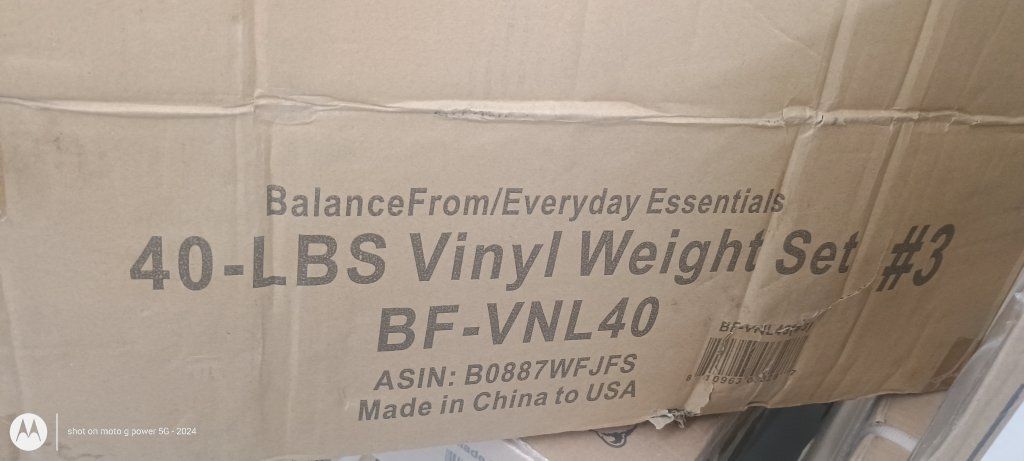 BalanceFrom/Everyday Essentials
40-LBS Vinyl Weight Set #3
BF-VNL40
ASIN: B0887WFJFS
Made in China to USA
shot on moto g power 5G - 2024